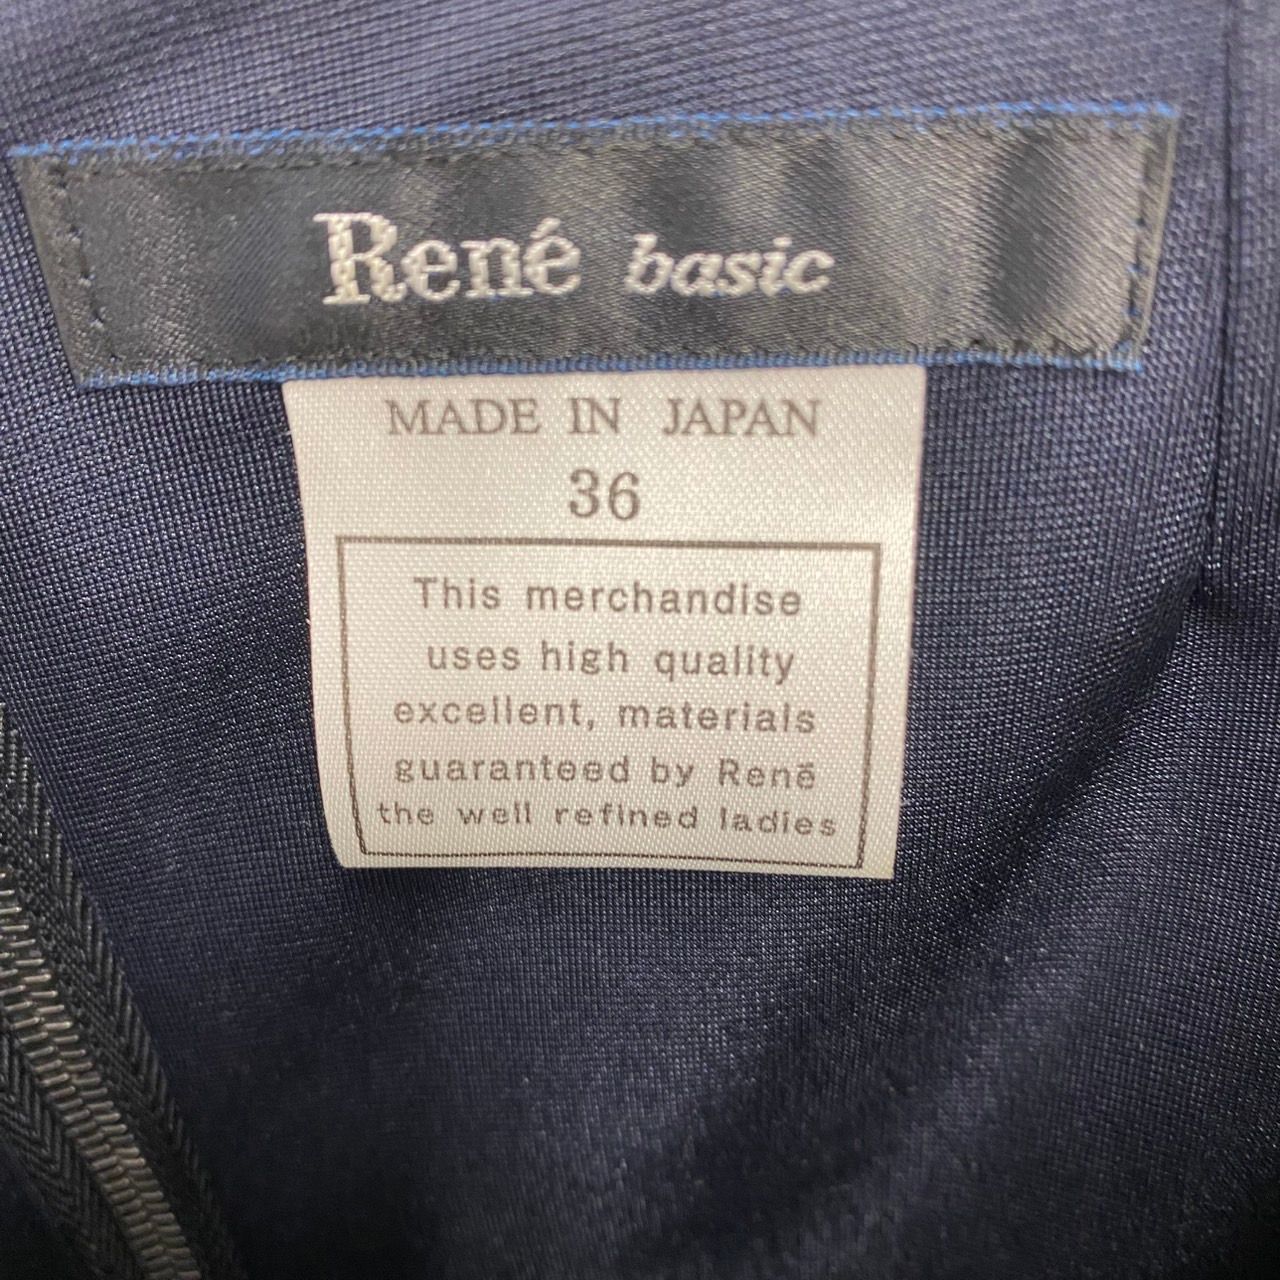 René basic
MADE IN JAPAN
36
This merchandise
uses high quality
excellent, materials
guaranteed by René
the well refined ladies